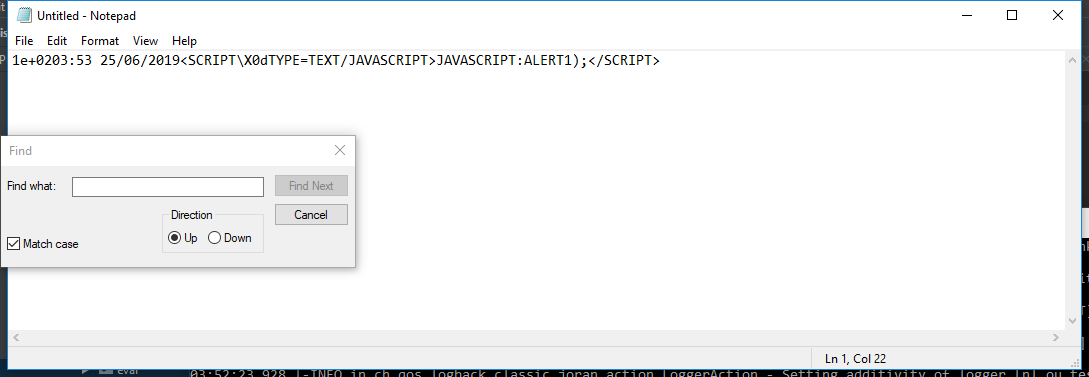 Untitled - Notepad
File Edit Format View Help
1e+0203:53 25/06/2019<SCRIPT\X0dTYPE=TEXT/JAVASCRIPT>JAVASCRIPT:ALERT1);</SCRIPT>
Find
Find what:
Find Next
Direction
Cancel
Up Down
Match case
Ln 1, Col 22
eval
03:52:23,928 |-INFO in ch.qos.logback.classic.joran.action.LoggerAction - Setting additivity of logger